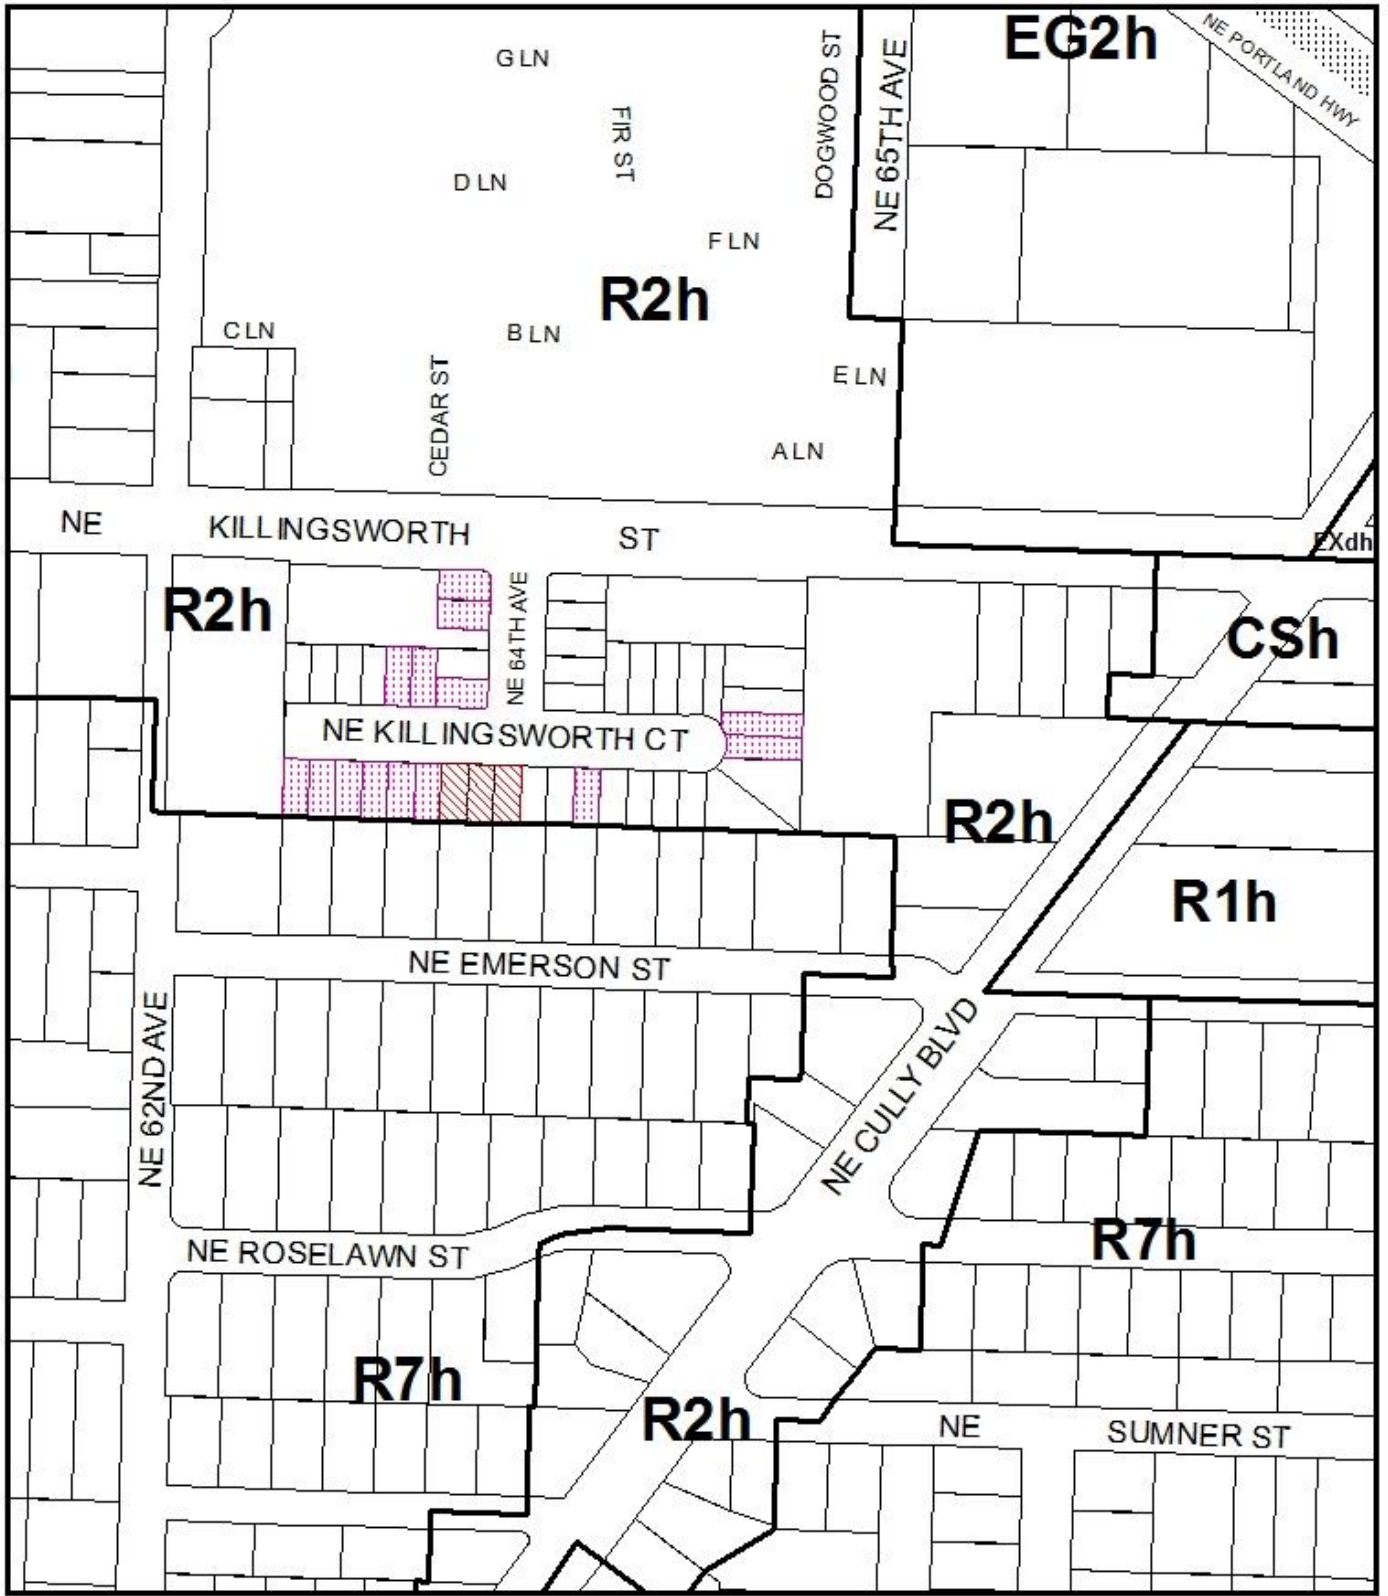 EG2h
NE PORTLAND HWY
G LN
DOGWOOD ST
NE 65TH AVE
FIR ST
D LN
F LN
R2h
C LN
B LN
CEDAR ST
E LN
A LN
NE KILLINGSWORTH ST
EXdh
R2h
NE 64TH AVE
CSh
NE KILLINGSWORTH CT
R2h
R1h
NE EMERSON ST
NE 62ND AVE
NE CULLY BLVD
NE ROSELAWN ST
R7h
R7h
R2h
NE SUMNER ST